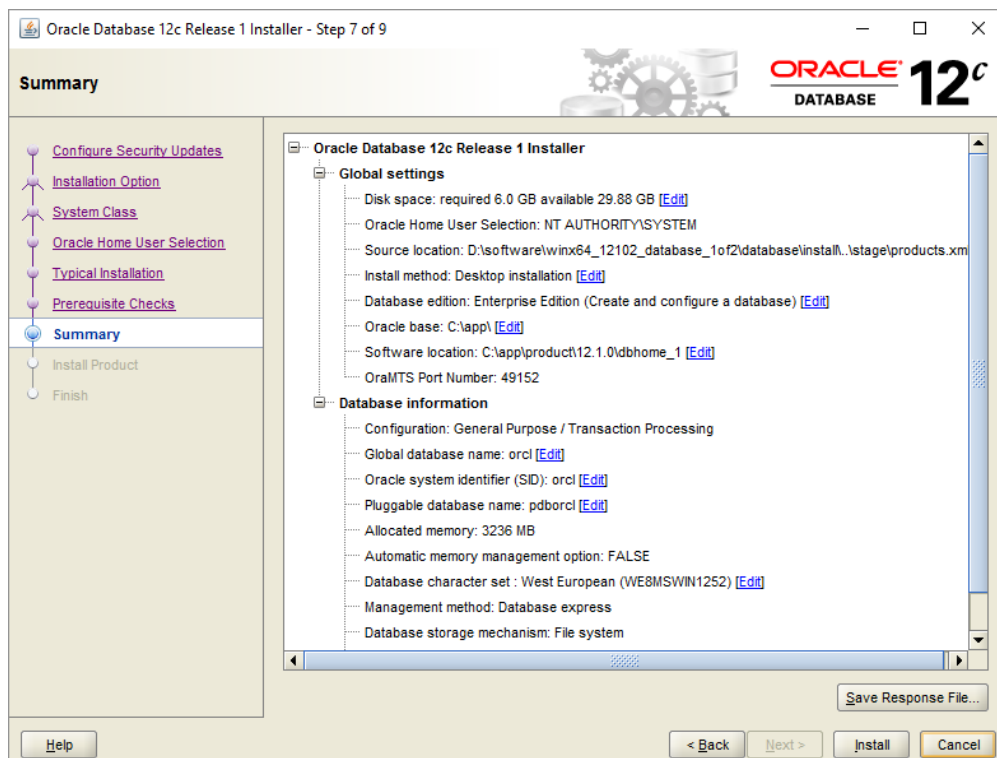 Oracle Database 12c Release 1 Installer - Step 7 of 9
Summary
ORACLE
DATABASE
12c
Configure Security Updates
Installation Option
System Class
Oracle Home User Selection
Typical Installation
Prerequisite Checks
Summary
Install Product
Finish
Oracle Database 12c Release 1 Installer
Global settings
Disk space: required 6.0 GB available 29.88 GB [Edit]
Oracle Home User Selection: NT AUTHORITY\SYSTEM
Source location: D:\software\winx64_12102_database_1of2\database\install\..\stage\products.xm
Install method: Desktop installation [Edit]
Database edition: Enterprise Edition (Create and configure a database) [Edit]
Oracle base: C:\app\ [Edit]
Software location: C:\app\product\12.1.0\dbhome_1 [Edit]
OraMTS Port Number: 49152
Database information
Configuration: General Purpose / Transaction Processing
Global database name: orcl [Edit]
Oracle system identifier (SID): orcl [Edit]
Pluggable database name: pdborcl [Edit]
Allocated memory: 3236 MB
Automatic memory management option: FALSE
Database character set : West European (WE8MSWIN1252) [Edit]
Management method: Database express
Database storage mechanism: File system
Save Response File...
Help
< Back
Next >
Install
Cancel